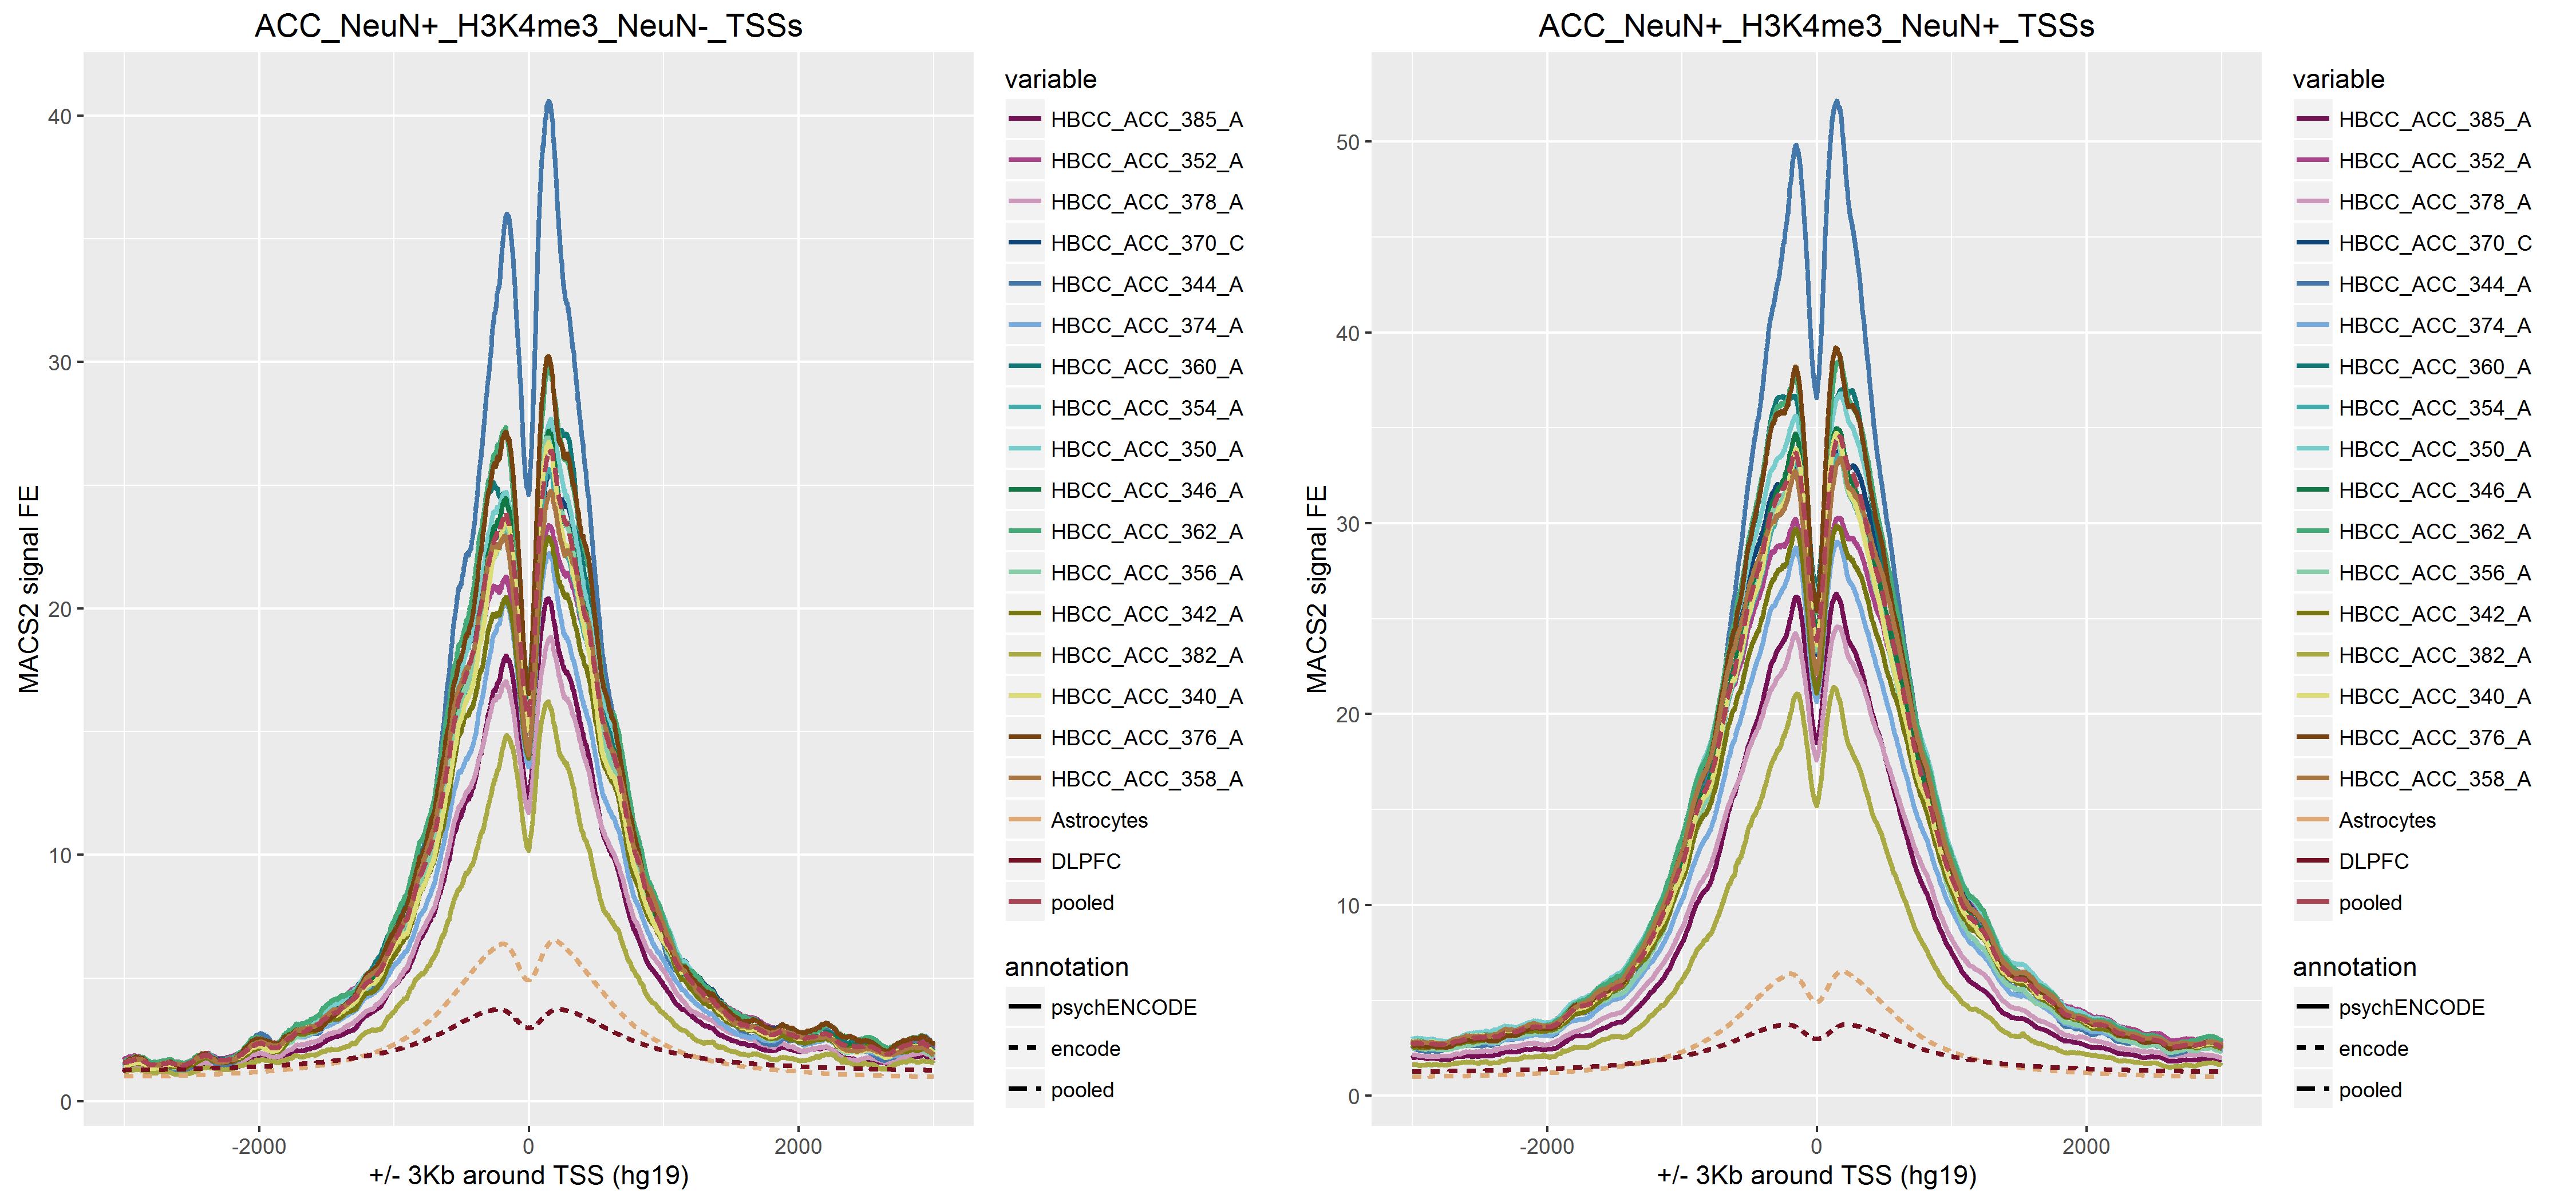 ACC_NeuN+_H3K4me3_NeuN-_TSSs
MACS2 signal FE
40
30
20
10
0
-2000
0
2000
+/- 3Kb around TSS (hg19)
variable
HBCC_ACC_385_A
HBCC_ACC_352_A
HBCC_ACC_378_A
HBCC_ACC_370_C
HBCC_ACC_344_A
HBCC_ACC_374_A
HBCC_ACC_360_A
HBCC_ACC_354_A
HBCC_ACC_350_A
HBCC_ACC_346_A
HBCC_ACC_362_A
HBCC_ACC_356_A
HBCC_ACC_342_A
HBCC_ACC_382_A
HBCC_ACC_340_A
HBCC_ACC_376_A
HBCC_ACC_358_A
Astrocytes
DLPFC
pooled
annotation
psychENCODE
encode
pooled
ACC_NeuN+_H3K4me3_NeuN+_TSSs
MACS2 signal FE
50
40
30
20
10
0
-2000
0
2000
+/- 3Kb around TSS (hg19)
variable
HBCC_ACC_385_A
HBCC_ACC_352_A
HBCC_ACC_378_A
HBCC_ACC_370_C
HBCC_ACC_344_A
HBCC_ACC_374_A
HBCC_ACC_360_A
HBCC_ACC_354_A
HBCC_ACC_350_A
HBCC_ACC_346_A
HBCC_ACC_362_A
HBCC_ACC_356_A
HBCC_ACC_342_A
HBCC_ACC_382_A
HBCC_ACC_340_A
HBCC_ACC_376_A
HBCC_ACC_358_A
Astrocytes
DLPFC
pooled
annotation
psychENCODE
encode
pooled